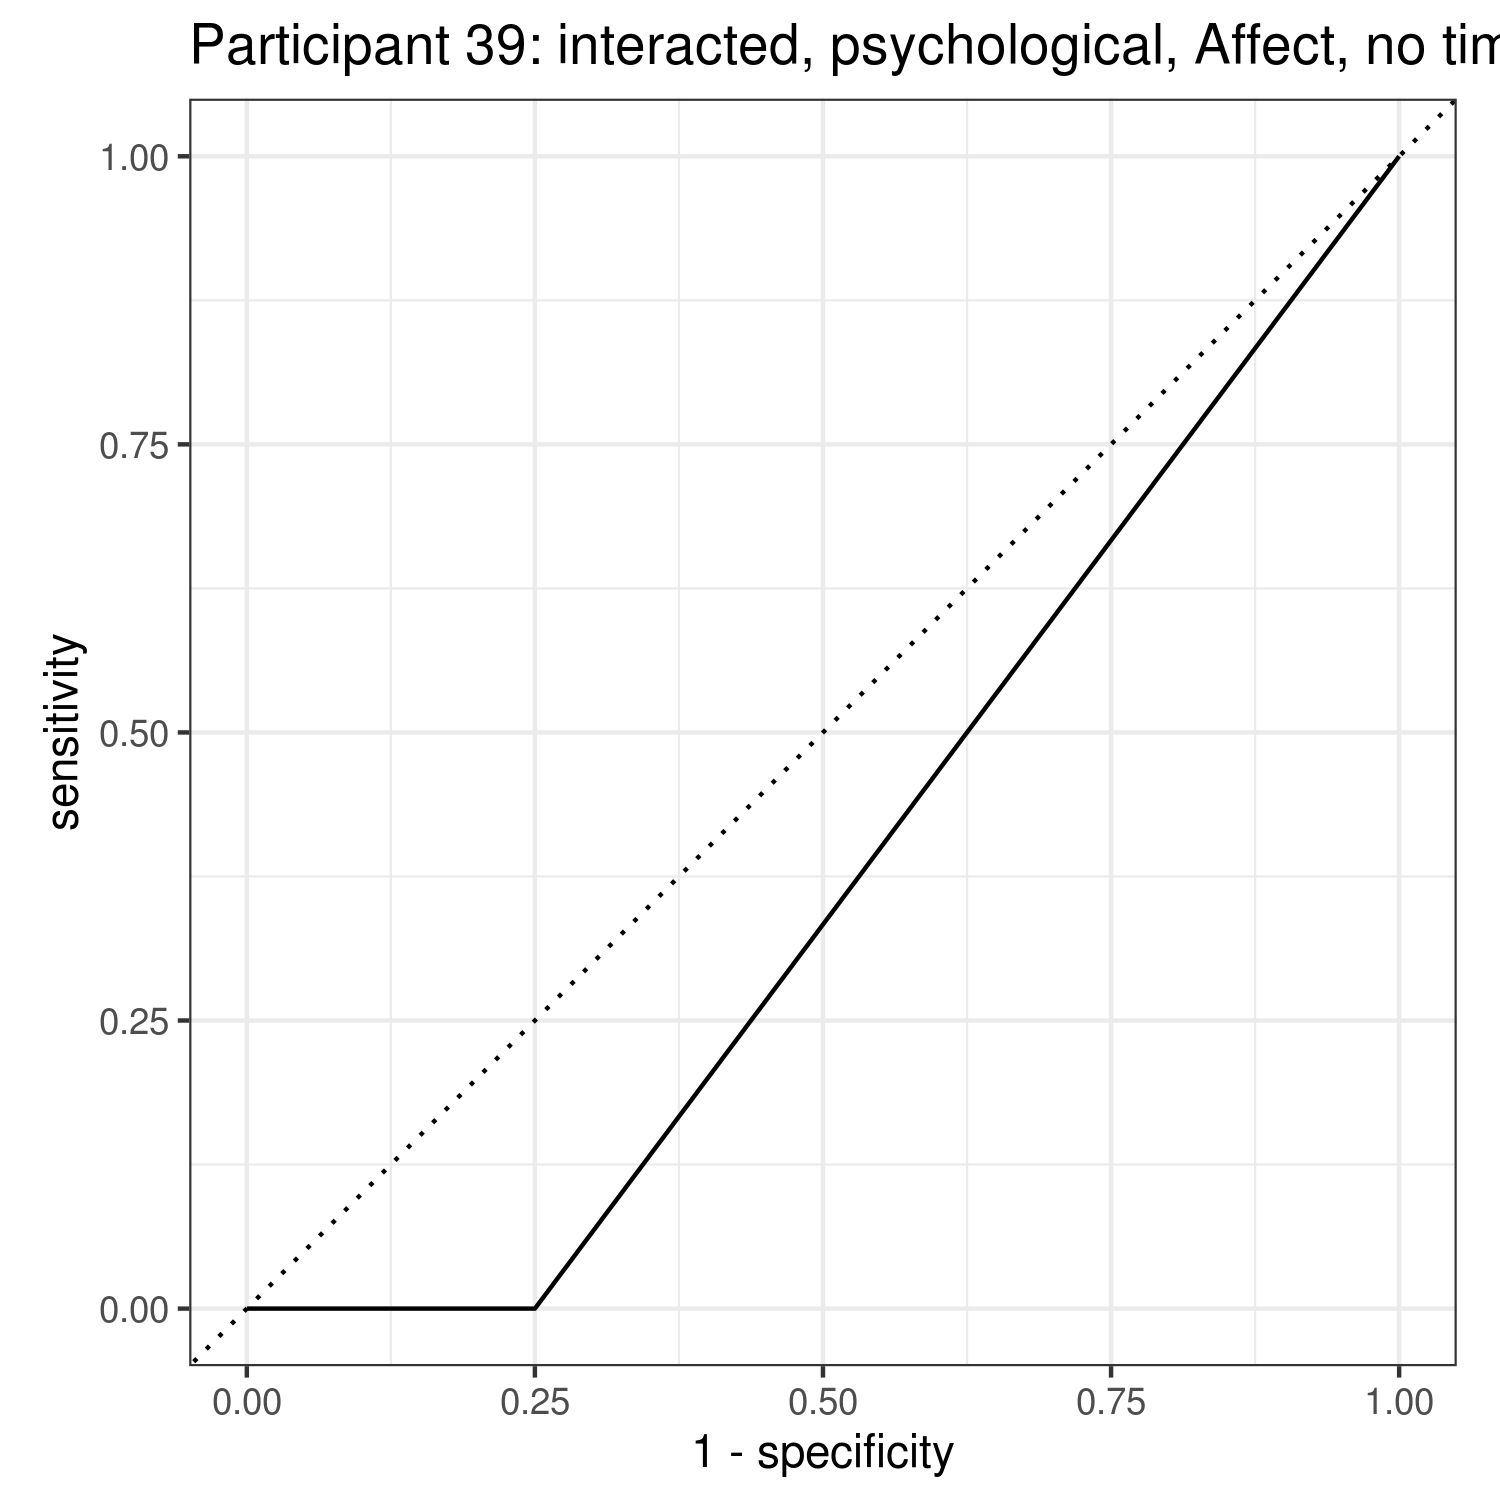 Participant 39: interacted, psychological, Affect, no tim
1.00
0.75
0.50
0.25
0.00
sensitivity
0.00 0.25 0.50 0.75 1.00
1 - specificity